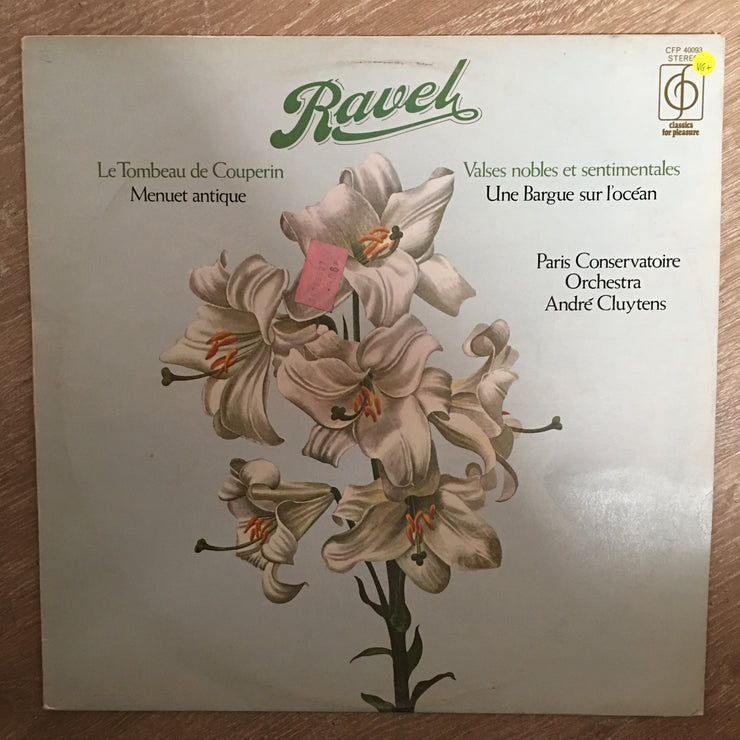 CFP 40093
STEREO
VG+
classics
for pleasure
Ravel
Le Tombeau de Couperin
Menuet antique
Valses nobles et sentimentales
Une Bargue sur l'océan
Paris Conservatoire
Orchestra
André Cluytens